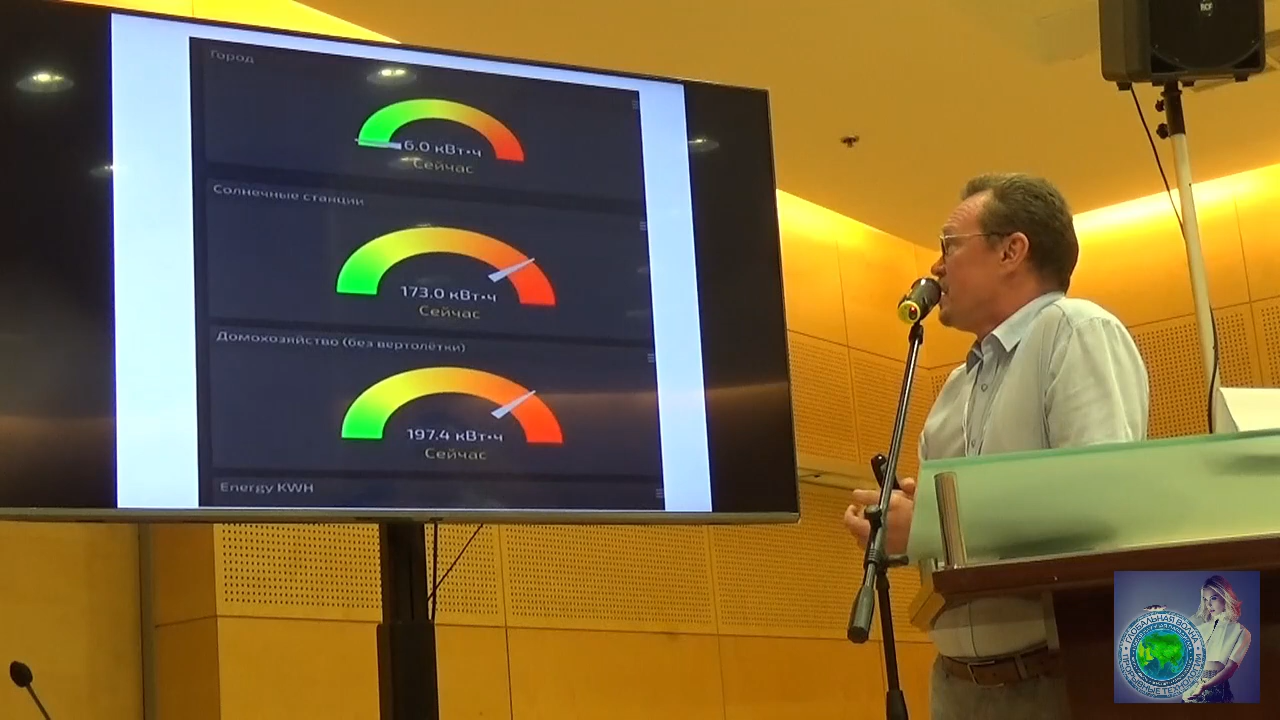 Город
6.0 кВт•ч
Сейчас
Солнечные станции
173.0 кВт•ч
Сейчас
Домохозяйство (без вертолётки)
197.4 кВт•ч
Сейчас
Energy KWH
RCF